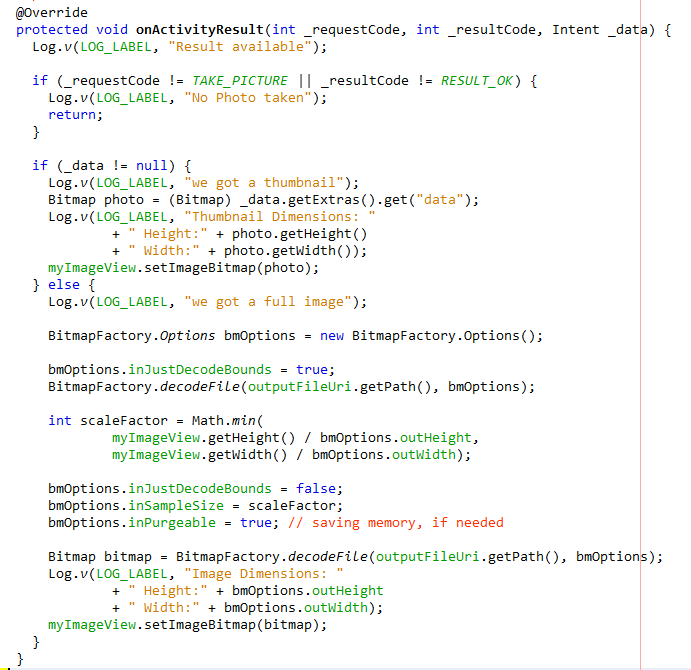 @Override
protected void onActivityResult(int _requestCode, int _resultCode, Intent _data) {
Log.v(LOG_LABEL, "Result available");
if (_requestCode != TAKE_PICTURE || _resultCode != RESULT_OK) {
Log.v(LOG_LABEL, "No Photo taken");
return;
}
if (_data != null) {
Log.v(LOG_LABEL, "we got a thumbnail");
Bitmap photo = (Bitmap) _data.getExtras().get("data");
Log.v(LOG_LABEL, "Thumbnail Dimensions: "
+ " Height:" + photo.getHeight()
+ " Width:" + photo.getWidth());
myImageView.setImageBitmap(photo);
} else {
Log.v(LOG_LABEL, "we got a full image");
BitmapFactory.Options bmOptions = new BitmapFactory.Options();
bmOptions.inJustDecodeBounds = true;
BitmapFactory.decodeFile(outputFileUri.getPath(), bmOptions);
int scaleFactor = Math.min(
myImageView.getHeight() / bmOptions.outHeight,
myImageView.getWidth() / bmOptions.outWidth);
bmOptions.inJustDecodeBounds = false;
bmOptions.inSampleSize = scaleFactor;
bmOptions.inPurgeable = true; // saving memory, if needed
Bitmap bitmap = BitmapFactory.decodeFile(outputFileUri.getPath(), bmOptions);
Log.v(LOG_LABEL, "Image Dimensions: "
+ " Height:" + bmOptions.outHeight
+ " Width:" + bmOptions.outWidth);
myImageView.setImageBitmap(bitmap);
}
}